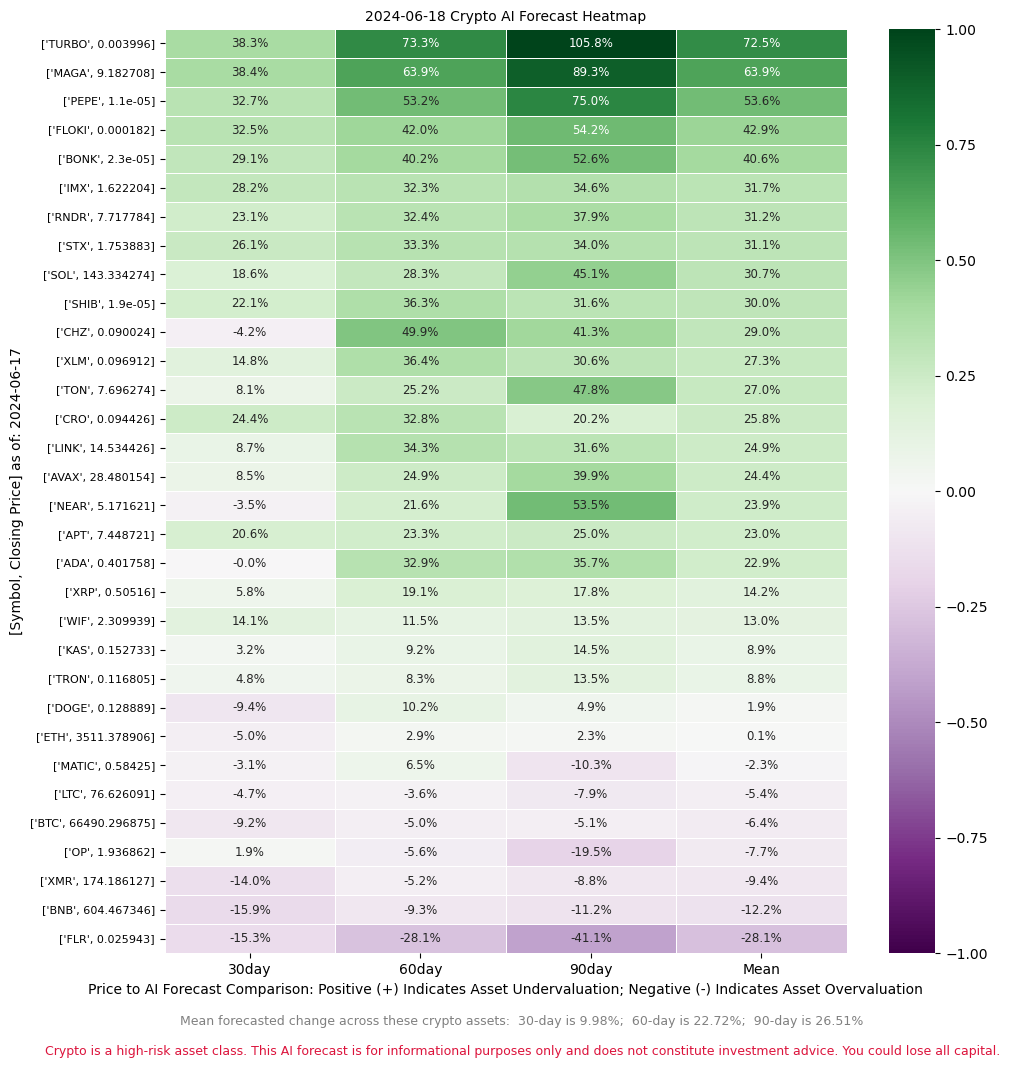 2024-06-18 Crypto AI Forecast Heatmap
['TURBO', 0.003996] 38.3% 73.3% 105.8% 72.5%
['MAGA', 9.182708] 38.4% 63.9% 89.3% 63.9%
['PEPE', 1.1e-05] 32.7% 53.2% 75.0% 53.6%
['FLOKI', 0.000182] 32.5% 42.0% 54.2% 42.9%
['BONK', 2.3e-05] 29.1% 40.2% 52.6% 40.6%
['IMX', 1.622204] 28.2% 32.3% 34.6% 31.7%
['RNDR', 7.717784] 23.1% 32.4% 37.9% 31.2%
['STX', 1.753883] 26.1% 33.3% 34.0% 31.1%
['SOL', 143.334274] 18.6% 28.3% 45.1% 30.7%
['SHIB', 1.9e-05] 22.1% 36.3% 31.6% 30.0%
['CHZ', 0.090024] -4.2% 49.9% 41.3% 29.0%
['XLM', 0.096912] 14.8% 36.4% 30.6% 27.3%
['TON', 7.696274] 8.1% 25.2% 47.8% 27.0%
['CRO', 0.094426] 24.4% 32.8% 20.2% 25.8%
['LINK', 14.534426] 8.7% 34.3% 31.6% 24.9%
['AVAX', 28.480154] 8.5% 24.9% 39.9% 24.4%
['NEAR', 5.171621] -3.5% 21.6% 53.5% 23.9%
['APT', 7.448721] 20.6% 23.3% 25.0% 23.0%
['ADA', 0.401758] -0.0% 32.9% 35.7% 22.9%
['XRP', 0.50516] 5.8% 19.1% 17.8% 14.2%
['WIF', 2.309939] 14.1% 11.5% 13.5% 13.0%
['KAS', 0.152733] 3.2% 9.2% 14.5% 8.9%
['TRON', 0.116805] 4.8% 8.3% 13.5% 8.8%
['DOGE', 0.128889] -9.4% 10.2% 4.9% 1.9%
['ETH', 3511.378906] -5.0% 2.9% 2.3% 0.1%
['MATIC', 0.58425] -3.1% 6.5% -10.3% -2.3%
['LTC', 76.626091] -4.7% -3.6% -7.9% -5.4%
['BTC', 66490.296875] -9.2% -5.0% -5.1% -6.4%
['OP', 1.936862] 1.9% -5.6% -19.5% -7.7%
['XMR', 174.186127] -14.0% -5.2% -8.8% -9.4%
['BNB', 604.467346] -15.9% -9.3% -11.2% -12.2%
['FLR', 0.025943] -15.3% -28.1% -41.1% -28.1%
30day 60day 90day Mean
[Symbol, Closing Price] as of: 2024-06-17
1.00
0.75
0.50
0.25
0.00
−0.25
−0.50
−0.75
−1.00
Price to AI Forecast Comparison: Positive (+) Indicates Asset Undervaluation; Negative (-) Indicates Asset Overvaluation
Mean forecasted change across these crypto assets:  30-day is 9.98%;  60-day is 22.72%;  90-day is 26.51%
Crypto is a high-risk asset class. This AI forecast is for informational purposes only and does not constitute investment advice. You could lose all capital.